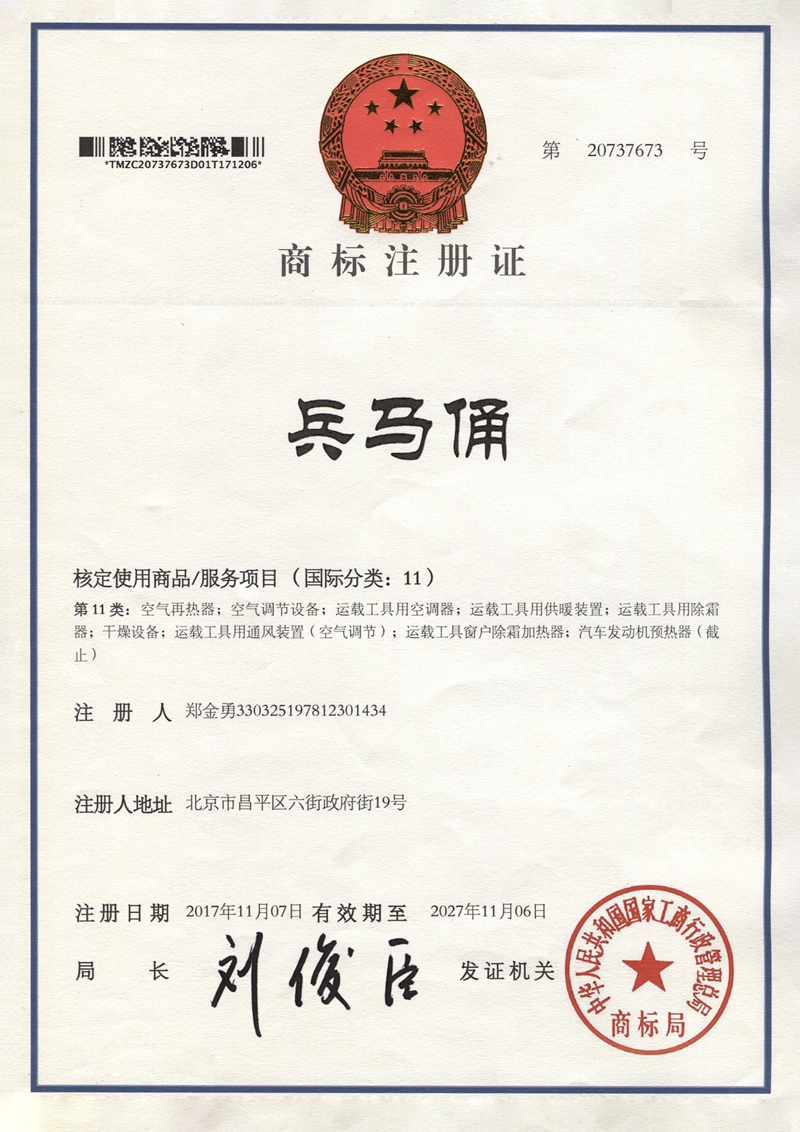 *TMZC20737673D01T171206*
第 20737673 号
商标注册证
兵马俑
核定使用商品/服务项目（国际分类：11）
第 11 类：空气再热器；空气调节设备；运载工具用空调器；运载工具用供暖装置；运载工具用除霜
器；干燥设备；运载工具用通风装置（空气调节）；运载工具窗户除霜加热器；汽车发动机预热器（截
止）
注册人 郑金勇330325197812301434
注册人地址 北京市昌平区六街政府街19号
注册日期 2017年11月07日 有效期至 2027年11月06日
局长 刘俊臣 发证机关
中华人民共和国国家工商行政管理总局
商标局